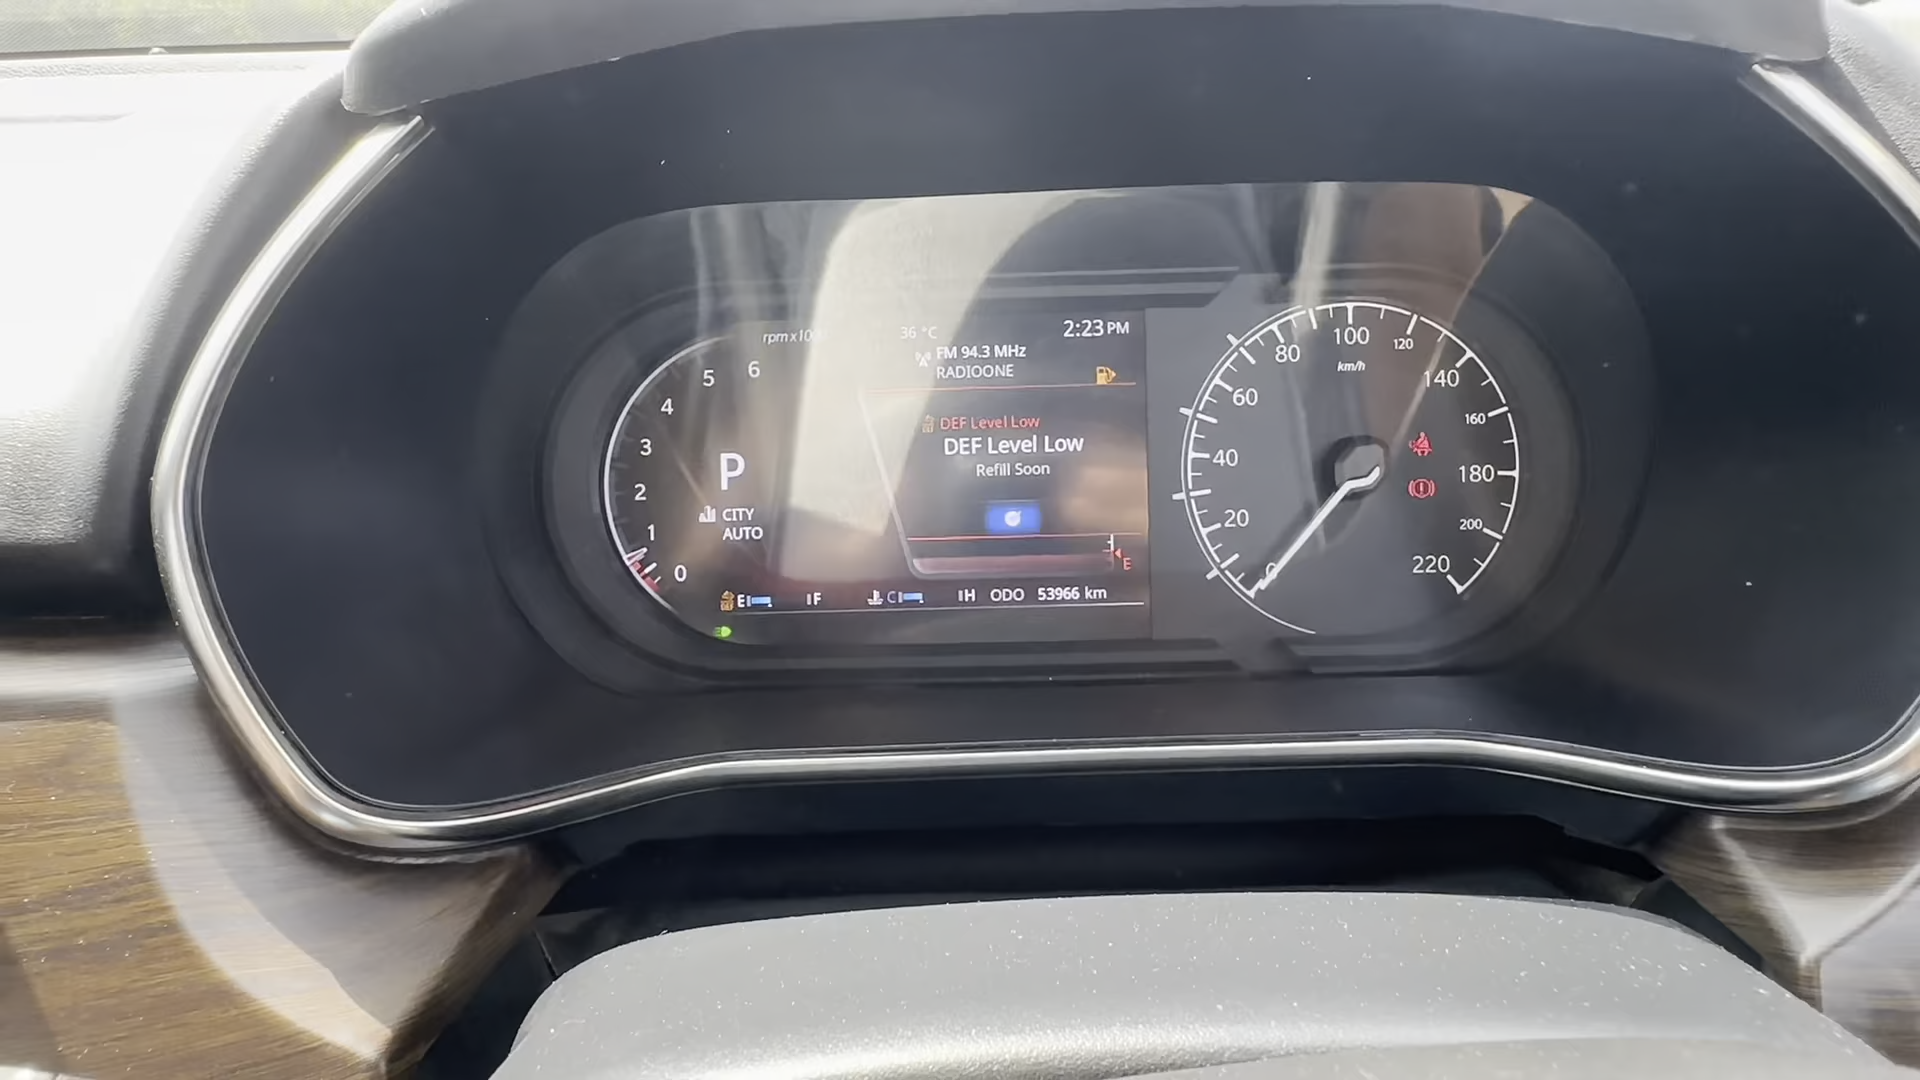 rpm x10
36 °C
2:23 PM
FM 94.3 MHz
RADIOONE
DEF Level Low
DEF Level Low
Refill Soon
6
5
4
3
2
1
0
P
CITY
AUTO
E
E
F
C
H
ODO 53966 km
0
20
40
60
80
100
120
140
160
180
200
220
km/h